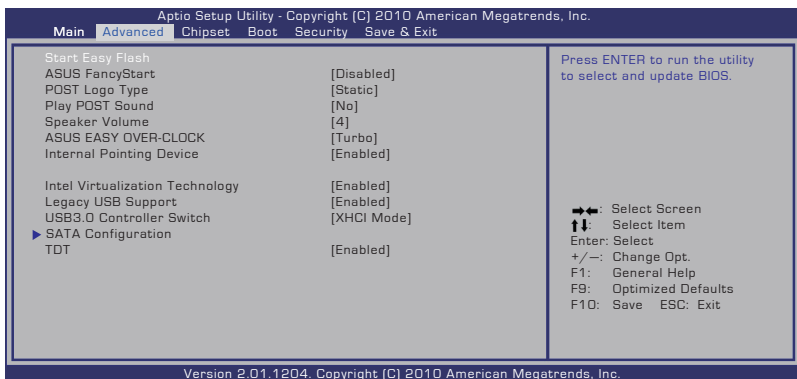 Aptio Setup Utility - Copyright (C) 2010 American Megatrends, Inc.
Main Advanced Chipset Boot Security Save & Exit
Start Easy Flash
ASUS FancyStart [Disabled]
POST Logo Type [Static]
Play POST Sound [No]
Speaker Volume [4]
ASUS EASY OVER-CLOCK [Turbo]
Internal Pointing Device [Enabled]
Intel Virtualization Technology [Enabled]
Legacy USB Support [Enabled]
USB3.0 Controller Switch [XHCI Mode]
SATA Configuration
TDT [Enabled]
Press ENTER to run the utility
to select and update BIOS.
→←: Select Screen
↑↓: Select Item
Enter: Select
+/−: Change Opt.
F1: General Help
F9: Optimized Defaults
F10: Save ESC: Exit
Version 2.01.1204. Copyright (C) 2010 American Megatrends, Inc.